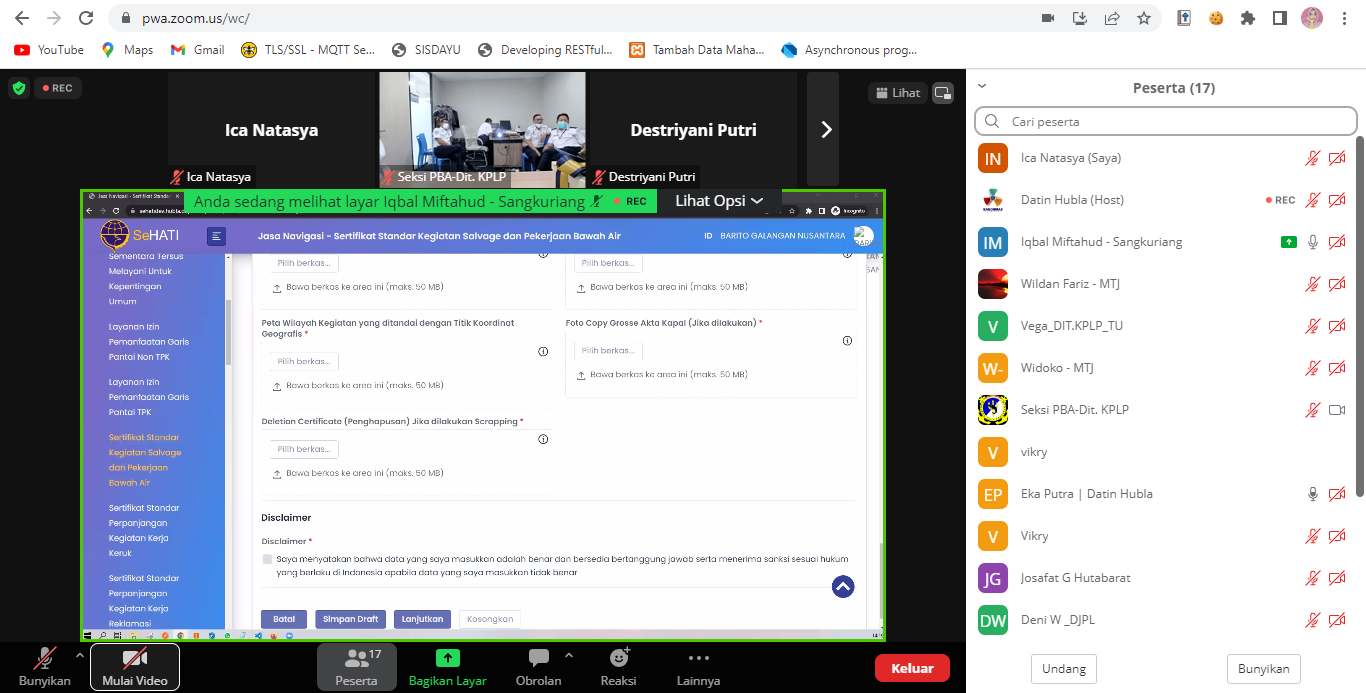 pwa.zoom.us/wc/
YouTube
Maps
Gmail
TLS/SSL - MQTT Se...
SISDAYU
Developing RESTful...
Tambah Data Maha...
Asynchronous prog...
REC
Lihat
Ica Natasya
Destriyani Putri
Ica Natasya
Seksi PBA-Dit. KPLP
Destriyani Putri
Anda sedang melihat layar Iqbal Miftahud - Sangkuriang
REC
Lihat Opsi
Incognito
SeHATI
Jasa Navigasi - Sertifikat Standar Kegiatan Salvage dan Pekerjaan Bawah Air
ID BARITO GALANGAN NUSANTARA
Sementara Tersus
Melayani Untuk
Kepentingan
Umum
Layanan Izin
Pemanfaatan Garis
Pantai Non TPK
Layanan Izin
Pemanfaatan Garis
Pantai TPK
Sertifikat Standar
Kegiatan Salvage
dan Pekerjaan
Bawah Air
Sertifikat Standar
Perpanjangan
Kegiatan Kerja
Keruk
Sertifikat Standar
Perpanjangan
Kegiatan Kerja
Reklamasi
Pilih berkas...
Bawa berkas ke area ini (maks. 50 MB)
Pilih berkas...
Bawa berkas ke area ini (maks. 50 MB)
Peta Wilayah Kegiatan yang ditandai dengan Titik Koordinat
Geografis *
Pilih berkas...
Bawa berkas ke area ini (maks. 50 MB)
Foto Copy Grosse Akta Kapal (Jika dilakukan) *
Pilih berkas...
Bawa berkas ke area ini (maks. 50 MB)
Deletion Certificate (Penghapusan) Jika dilakukan Scrapping *
Pilih berkas...
Bawa berkas ke area ini (maks. 50 MB)
Disclaimer
Disclaimer *
Saya menyatakan bahwa data yang saya masukkan adalah benar dan bersedia bertanggung jawab serta menerima sanksi sesuai hukum
yang berlaku di Indonesia apabila data yang saya masukkan tidak benar
Batal
Simpan Draft
Lanjutkan
Kosongkan
Bunyikan
Mulai Video
17
Peserta
Bagikan Layar
Obrolan
Reaksi
Lainnya
Keluar
Peserta (17)
Cari peserta
IN Ica Natasya (Saya)
Datin Hubla (Host) REC
IM Iqbal Miftahud - Sangkuriang
Wildan Fariz - MTJ
V Vega_DIT.KPLP_TU
W- Widoko - MTJ
Seksi PBA-Dit. KPLP
V vikry
EP Eka Putra | Datin Hubla
V Vikry
JG Josafat G Hutabarat
DW Deni W _DJPL
Undang
Bunyikan